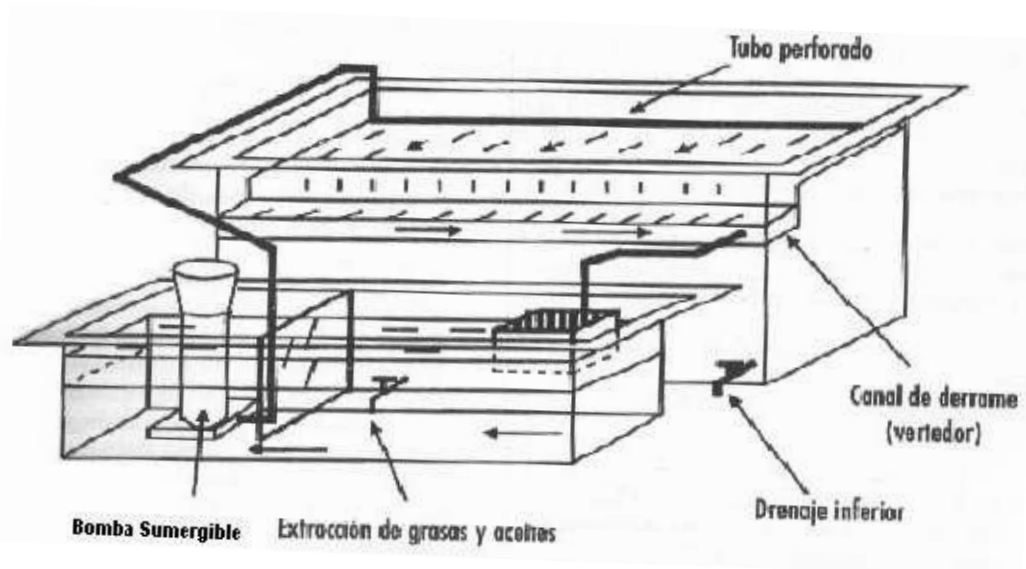 Tubo perforado
Canal de derrame
(vertedor)
Drenaje inferior
Bomba Sumergible
Extracción de grasas y aceites